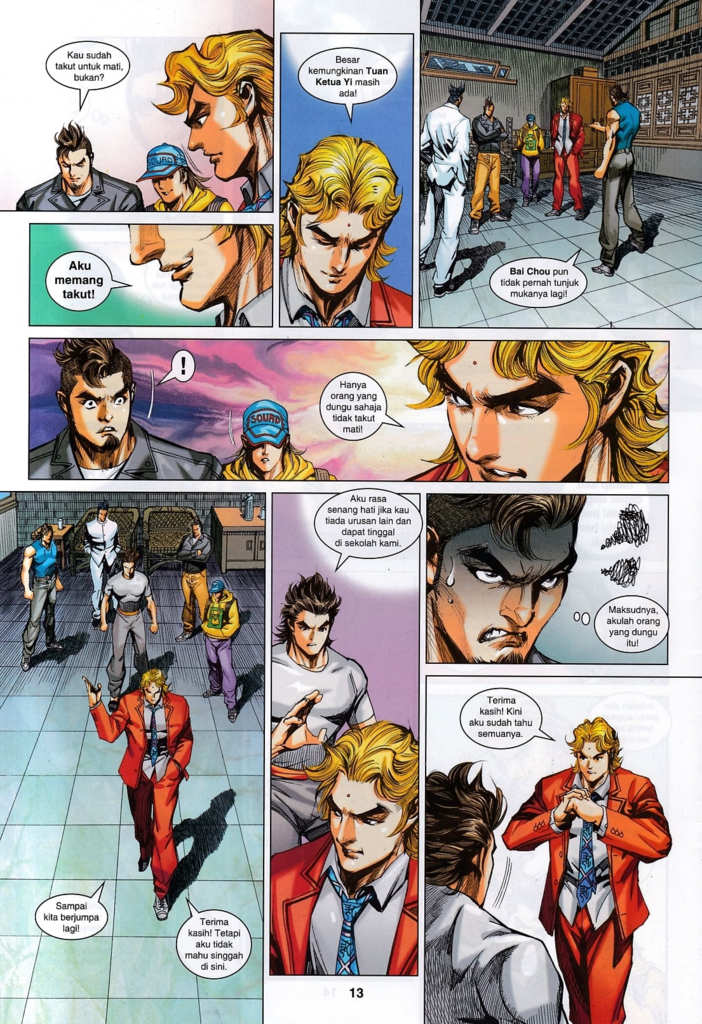 Kau sudah
takut untuk mati,
bukan?
SQUAD
Besar
kemungkinan Tuan
Ketua Yi masih
ada!
Aku
memang
takut!
Bai Chou pun
tidak pernah tunjuk
mukanya lagi!
!
SQUAD
Hanya
orang yang
dungu sahaja
tidak takut
mati!
Aku rasa
senang hati jika kau
tiada urusan lain dan
dapat tinggal
di sekolah kami.
Maksudnya,
akulah orang
yang dungu
itu!
Terima
kasih! Kini
aku sudah tahu
semuanya.
Sampai
kita berjumpa
lagi!
Terima
kasih! Tetapi
aku tidak
mahu singgah
di sini.
13